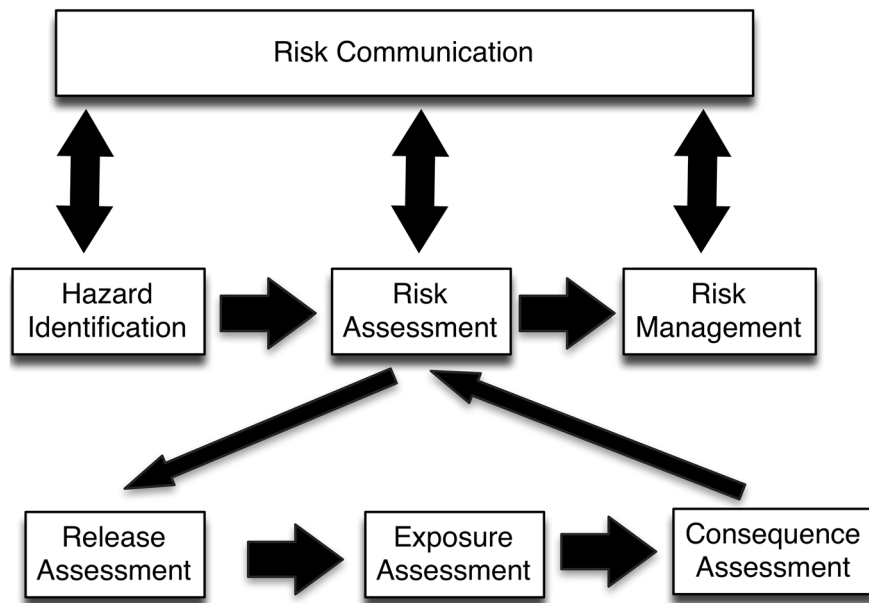 Risk Communication
Hazard
Identification
Risk
Assessment
Risk
Management
Release
Assessment
Exposure
Assessment
Consequence
Assessment